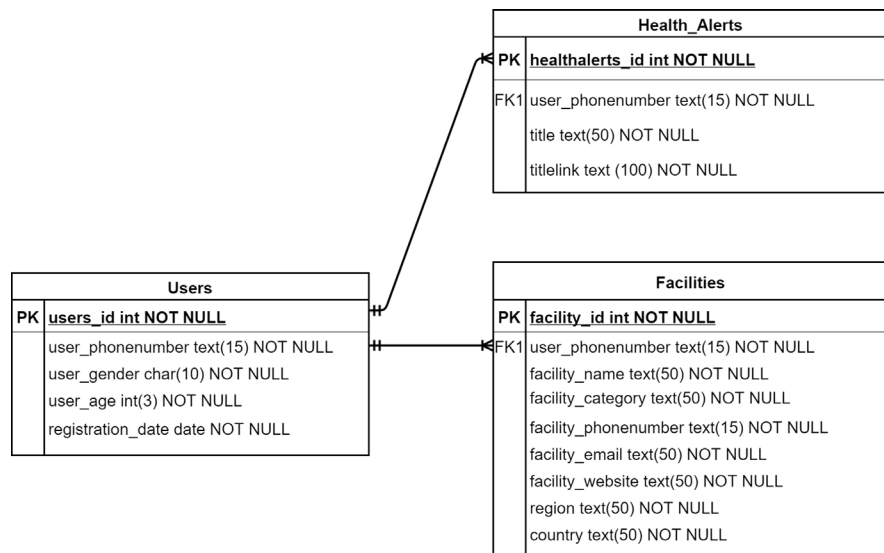 Health_Alerts
PK healthalerts_id int NOT NULL
FK1 user_phonenumber text(15) NOT NULL
title text(50) NOT NULL
titlelink text (100) NOT NULL
Users
PK users_id int NOT NULL
user_phonenumber text(15) NOT NULL
user_gender char(10) NOT NULL
user_age int(3) NOT NULL
registration_date date NOT NULL
Facilities
PK facility_id int NOT NULL
FK1 user_phonenumber text(15) NOT NULL
facility_name text(50) NOT NULL
facility_category text(50) NOT NULL
facility_phonenumber text(15) NOT NULL
facility_email text(50) NOT NULL
facility_website text(50) NOT NULL
region text(50) NOT NULL
country text(50) NOT NULL